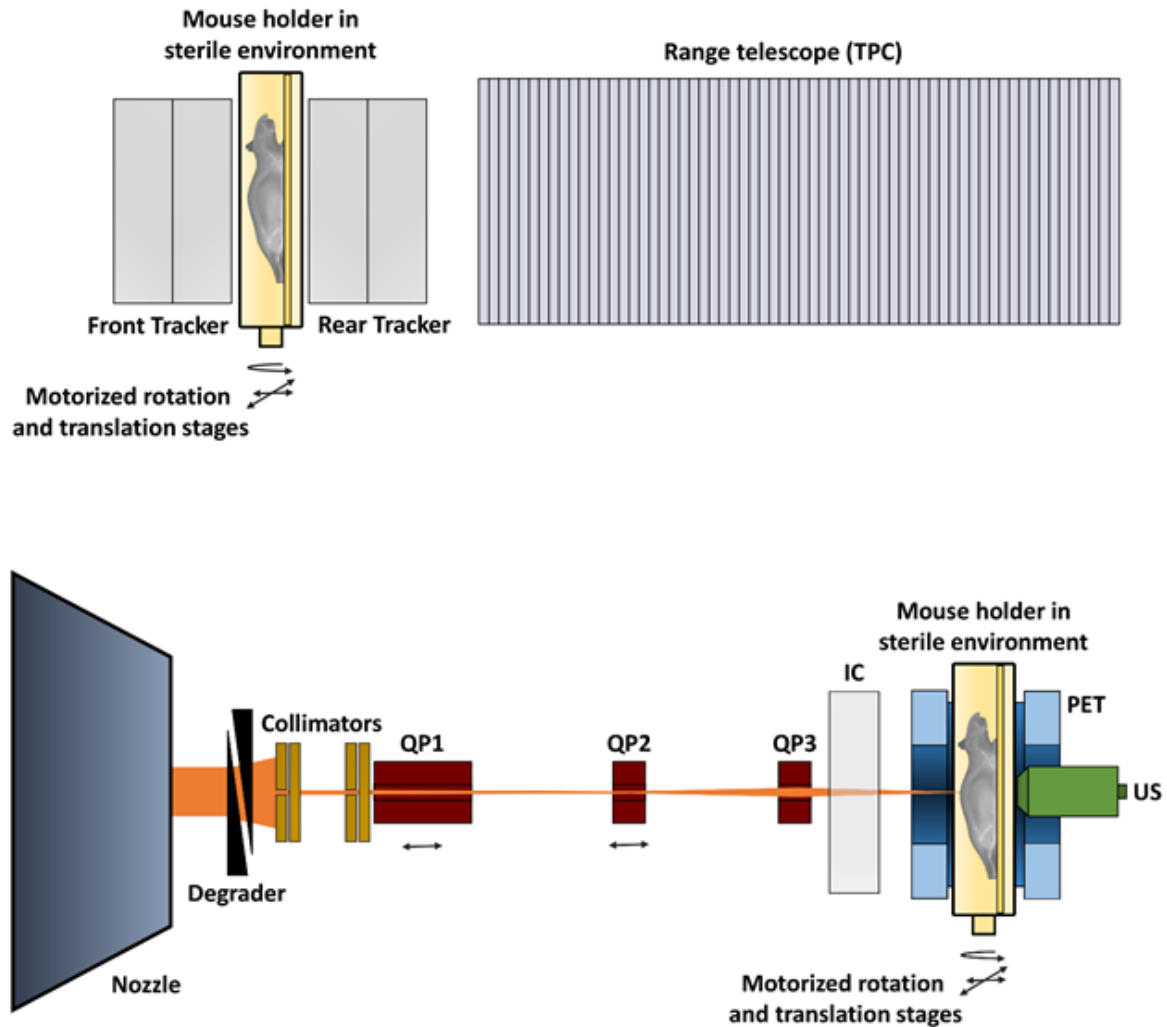 Mouse holder in
sterile environment
Range telescope (TPC)
Front Tracker
Rear Tracker
Motorized rotation
and translation stages
Mouse holder in
sterile environment
IC
PET
Collimators
QP1
QP2
QP3
US
Degrader
Nozzle
Motorized rotation
and translation stages